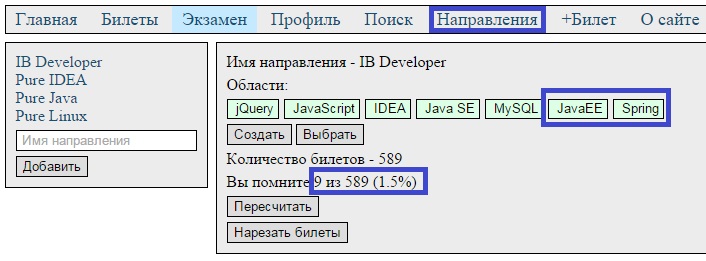 Главная Билеты Экзамен Профиль Поиск Направления +Билет О сайте
IB Developer
Pure IDEA
Pure Java
Pure Linux
Имя направления
Добавить
Имя направления - IB Developer
Области:
jQuery JavaScript IDEA Java SE MySQL JavaEE Spring
Создать Выбрать
Количество билетов - 589
Вы помните 9 из 589 (1.5%)
Пересчитать
Нарезать билеты